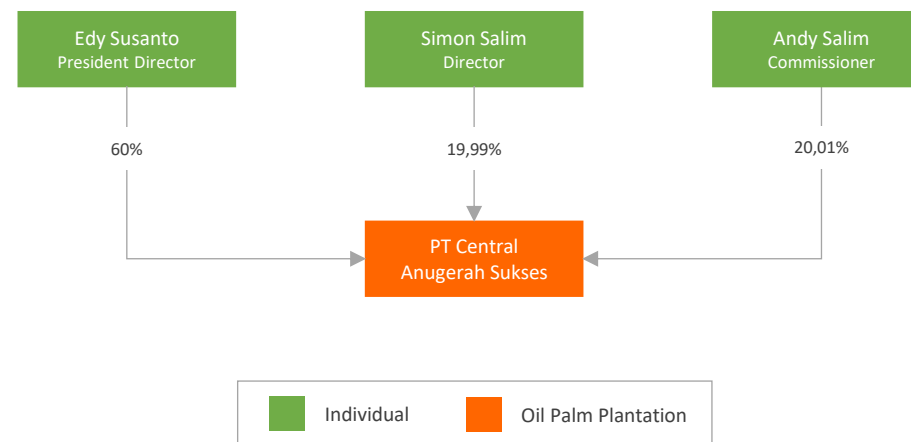 Edy Susanto
President Director
Simon Salim
Director
Andy Salim
Commissioner
60%
19,99%
20,01%
PT Central
Anugerah Sukses
Individual
Oil Palm Plantation